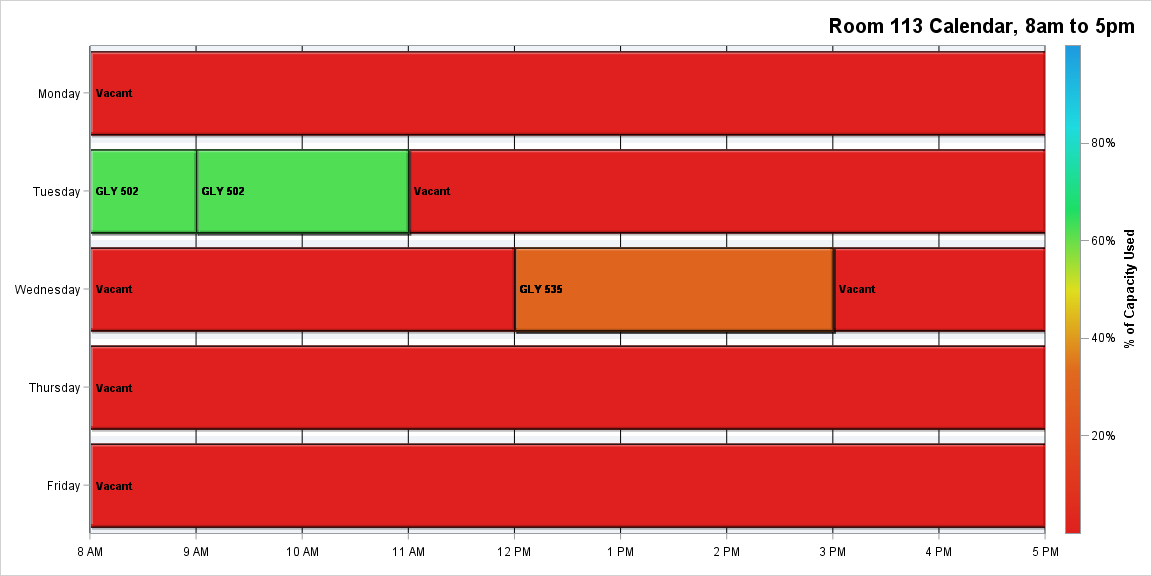 Room 113 Calendar, 8am to 5pm
Monday
Vacant
Tuesday
GLY 502
GLY 502
Vacant
Wednesday
Vacant
GLY 535
Vacant
Thursday
Vacant
Friday
Vacant
8 AM
9 AM
10 AM
11 AM
12 PM
1 PM
2 PM
3 PM
4 PM
5 PM
80%
60%
40%
20%
% of Capacity Used